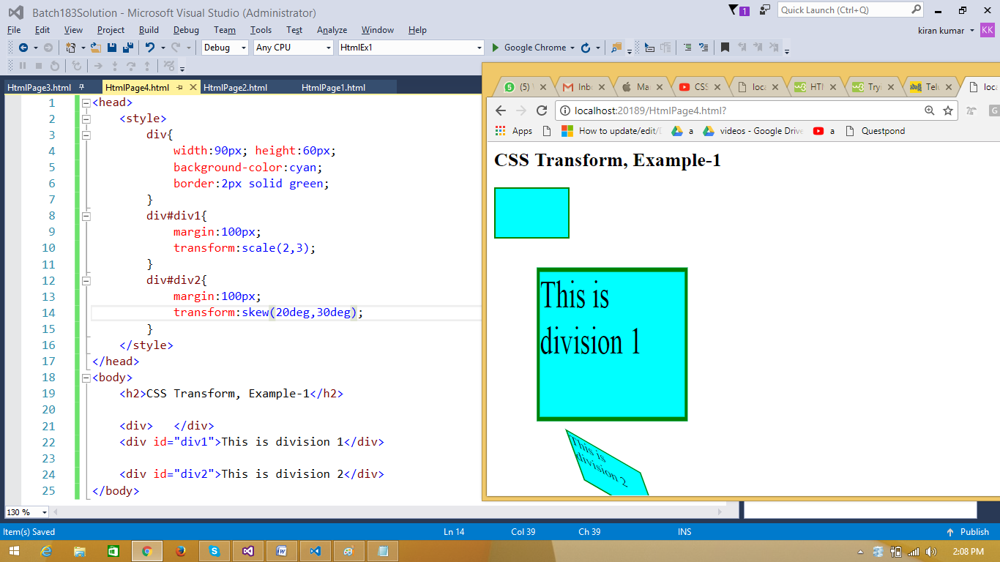 Batch183Solution - Microsoft Visual Studio (Administrator)
1
Quick Launch (Ctrl+Q)
File Edit View Project Build Debug Team Tools Test Analyze Window Help
kiran kumar KK
Debug Any CPU HtmlEx1 Google Chrome
HtmlPage3.html HtmlPage4.html HtmlPage2.html HtmlPage1.html
1 <head>
2 <style>
3 div{
4 width:90px; height:60px;
5 background-color:cyan;
6 border:2px solid green;
7 }
8 div#div1{
9 margin:100px;
10 transform:scale(2,3);
11 }
12 div#div2{
13 margin:100px;
14 transform:skew(20deg,30deg);
15 }
16 </style>
17 </head>
18 <body>
19 <h2>CSS Transform, Example-1</h2>
20
21 <div> </div>
22 <div id="div1">This is division 1</div>
23
24 <div id="div2">This is division 2</div>
25 </body>
130 %
(5) Inb Ma CSS loca HTI Tryi Telu loca
localhost:20189/HtmlPage4.html?
G
Apps How to update/edit/ a videos - Google Drive a Questpond
CSS Transform, Example-1
This is
division 1
This is
division 2
Item(s) Saved Ln 14 Col 39 Ch 39 INS Publish
2:08 PM